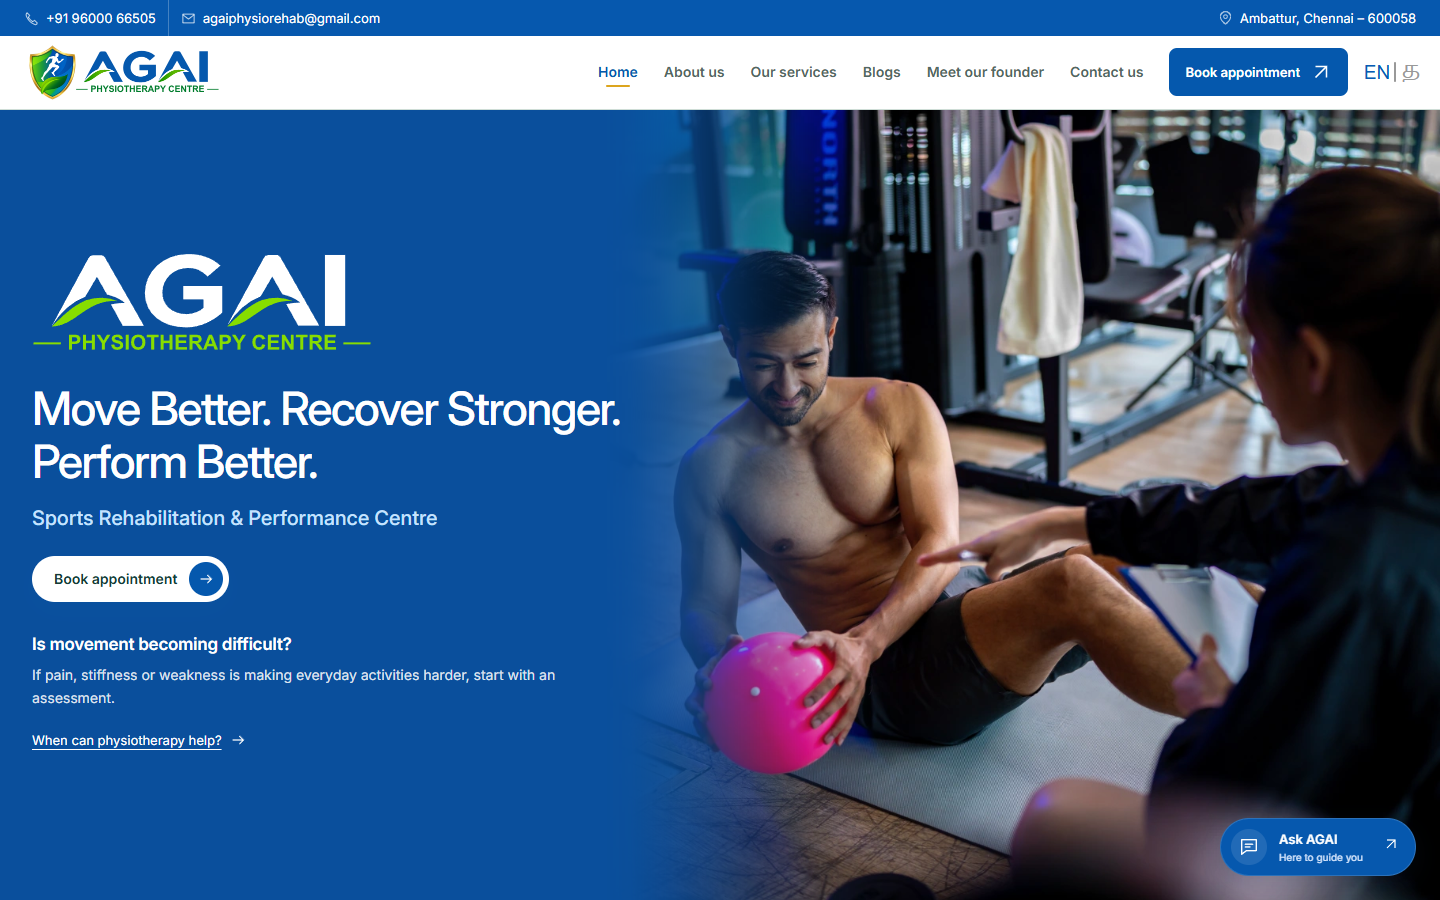 +91 96000 66505
agaiphysiorehab@gmail.com
Ambattur, Chennai – 600058
AGAI
PHYSIOTHERAPY CENTRE
Home
About us
Our services
Blogs
Meet our founder
Contact us
Book appointment
EN | த
NORTH
AGAI
PHYSIOTHERAPY CENTRE
Move Better. Recover Stronger.
Perform Better.
Sports Rehabilitation & Performance Centre
Book appointment
Is movement becoming difficult?
If pain, stiffness or weakness is making everyday activities harder, start with an
assessment.
When can physiotherapy help?
Ask AGAI
Here to guide you